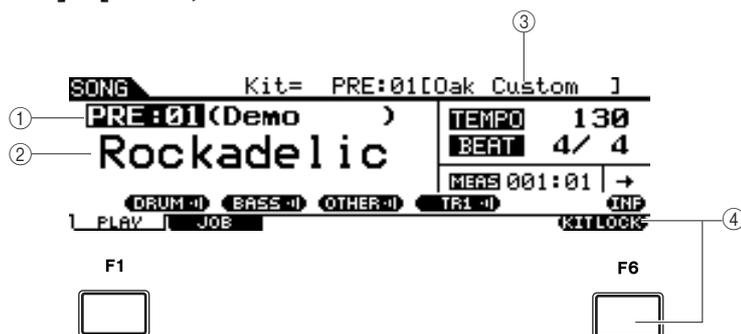 ③
SONG Kit= PRE:01[Oak Custom ]
① PRE:01(Demo ) TEMPO 130
② Rockadelic BEAT 4/ 4
MEAS 001:01 →
DRUM BASS OTHER TR1 INF
PLAY JOB KITLOCK ④
F1 F6